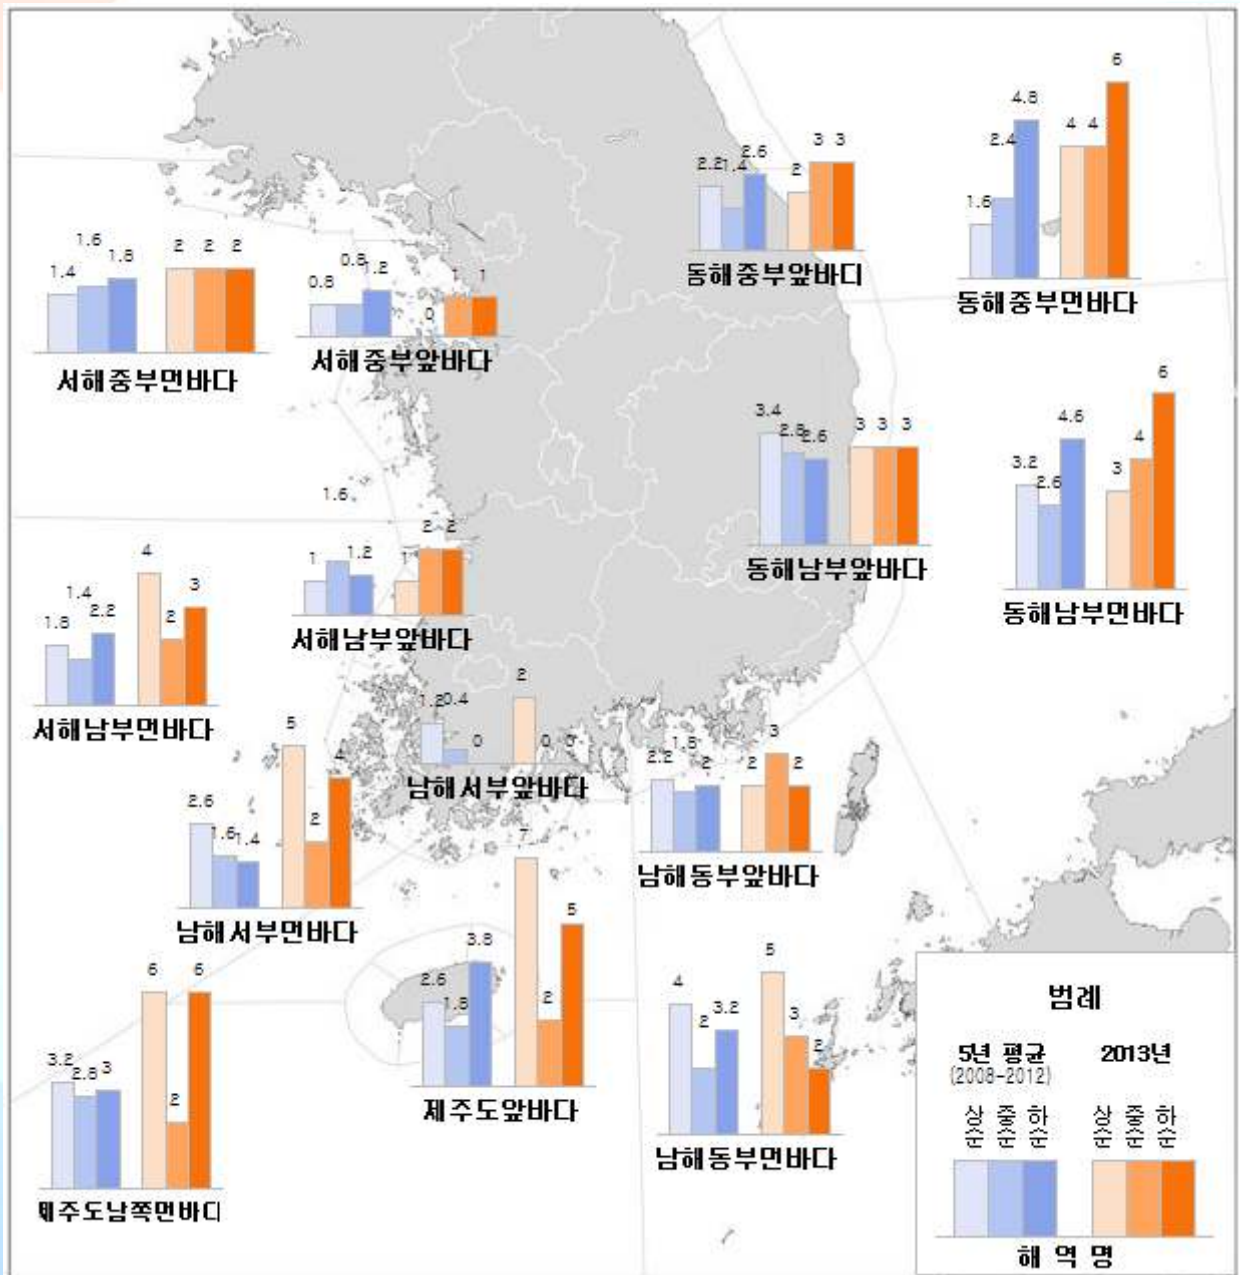 2.2 1.4 2.6 2 3 3
동해중부앞바디
1.6 2.4 4.8 4 4 6
동해중부먼바다
1.4 1.6 1.8 2 2 2
서해중부먼바다
0.8 0.8 1.2 0 1 1
서해중부앞바다
3.4 2.8 2.6 3 3 3
동해남부앞바다
3.2 2.6 4.6 3 4 6
동해남부먼바다
1 1.6 1.2 1 2 2
서해남부앞바다
1.8 1.4 2.2 4 2 3
서해남부먼바다
1.2 0.4 0 2 0 0
남해서부앞바다
2.2 1.8 2 2 3 2
남해동부앞바다
2.6 1.6 1.4 5 2 4
남해서부먼바다
2.6 1.8 3.8 7 2 5
제주도앞바다
4 2 3.2 5 3 2
남해동부먼바다
3.2 2.8 3 6 2 6
제주도남쪽먼바디
범례
5년 평균 2013년
(2008-2012)
상순 중순 하순 상순 중순 하순
해 역 명